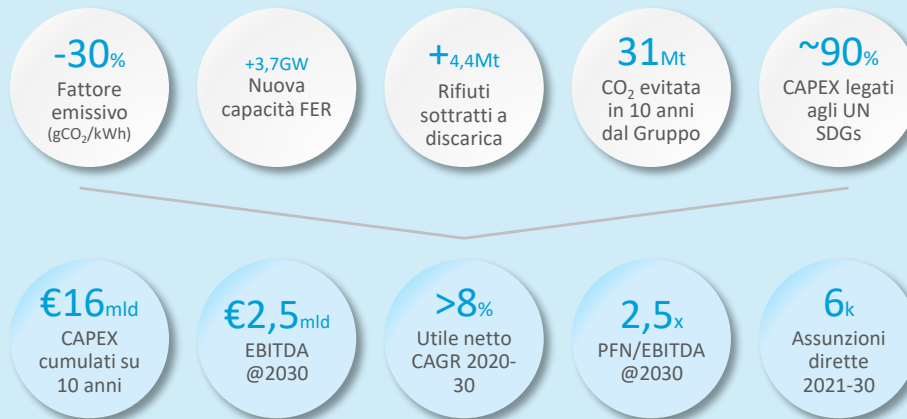 -30%
Fattore
emissivo
(gCO₂/kWh)
+3,7GW
Nuova
capacità FER
+4,4Mt
Rifiuti
sottratti a
discarica
31Mt
CO₂ evitata
in 10 anni
dal Gruppo
~90%
CAPEX legati
agli UN
SDGs
€16mld
CAPEX
cumulati su
10 anni
€2,5mld
EBITDA
@2030
>8%
Utile netto
CAGR 2020-
30
2,5x
PFN/EBITDA
@2030
6k
Assunzioni
dirette
2021-30